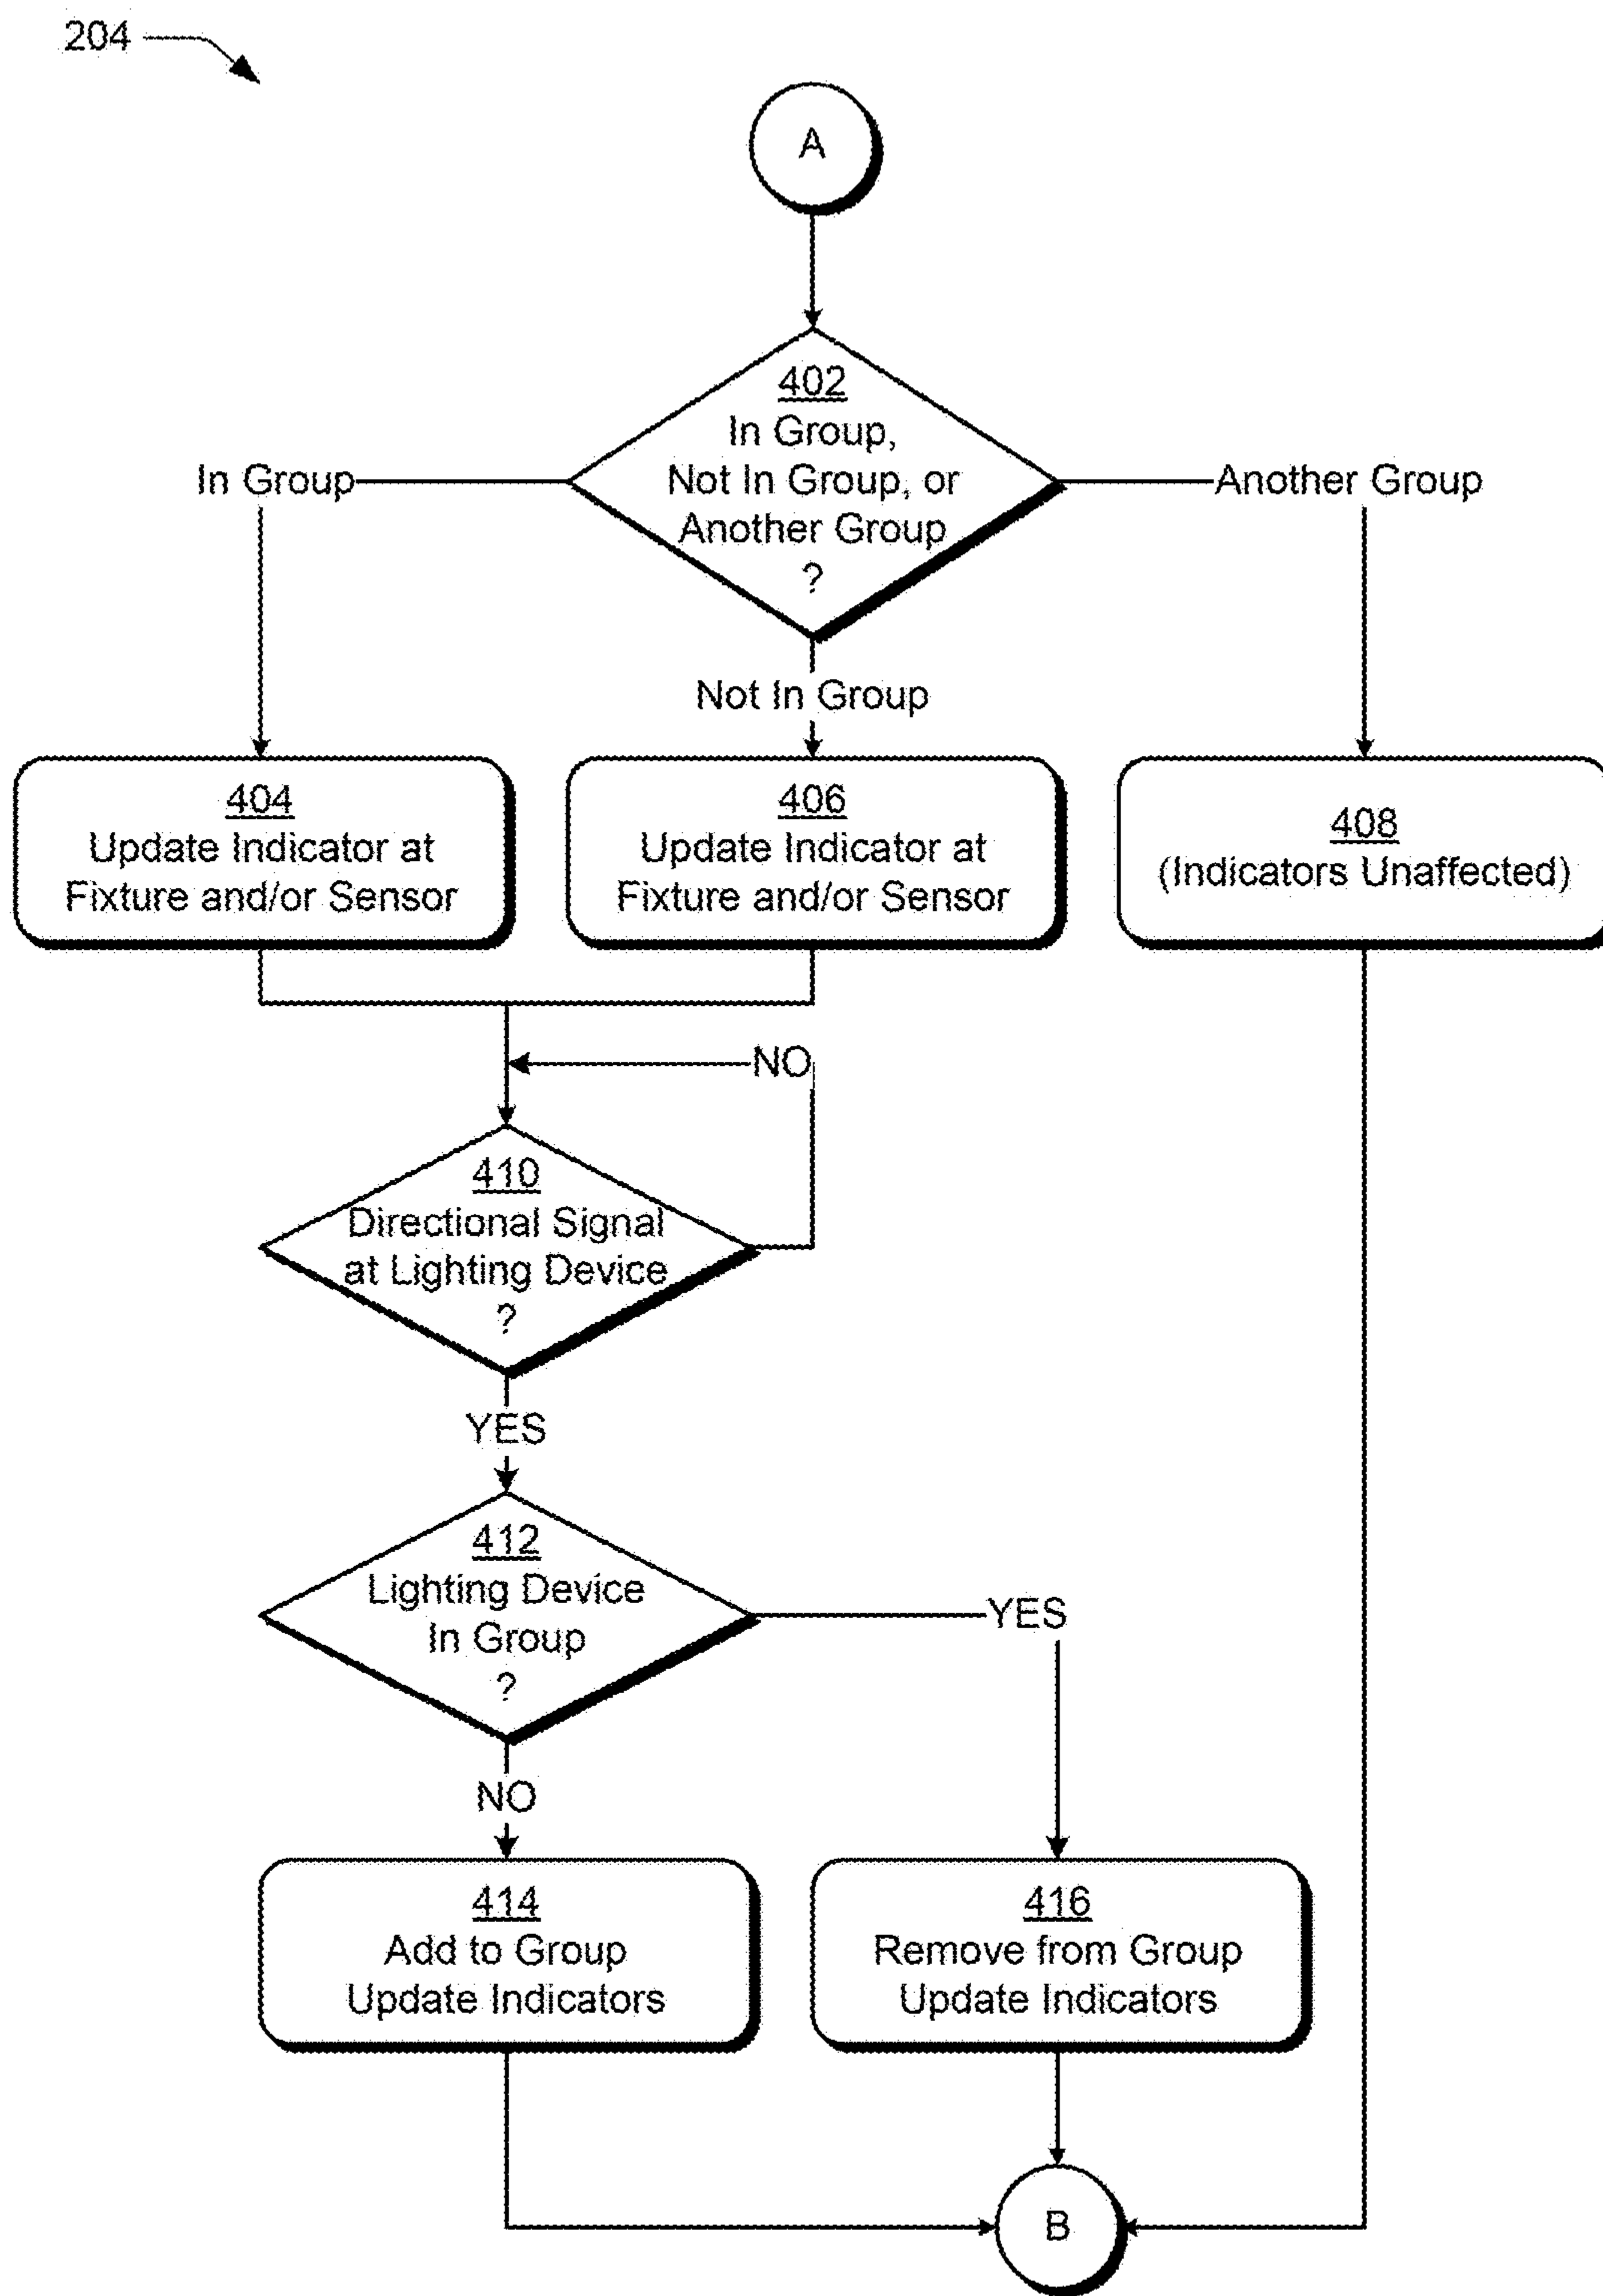 204
A
402
In Group,
Not In Group, or
Another Group
?
In Group
Another Group
Not In Group
404
Update Indicator at
Fixture and/or Sensor
406
Update Indicator at
Fixture and/or Sensor
408
(Indicators Unaffected)
NO
410
Directional Signal
at Lighting Device
?
YES
412
Lighting Device
In Group
?
YES
NO
414
Add to Group
Update Indicators
416
Remove from Group
Update Indicators
B